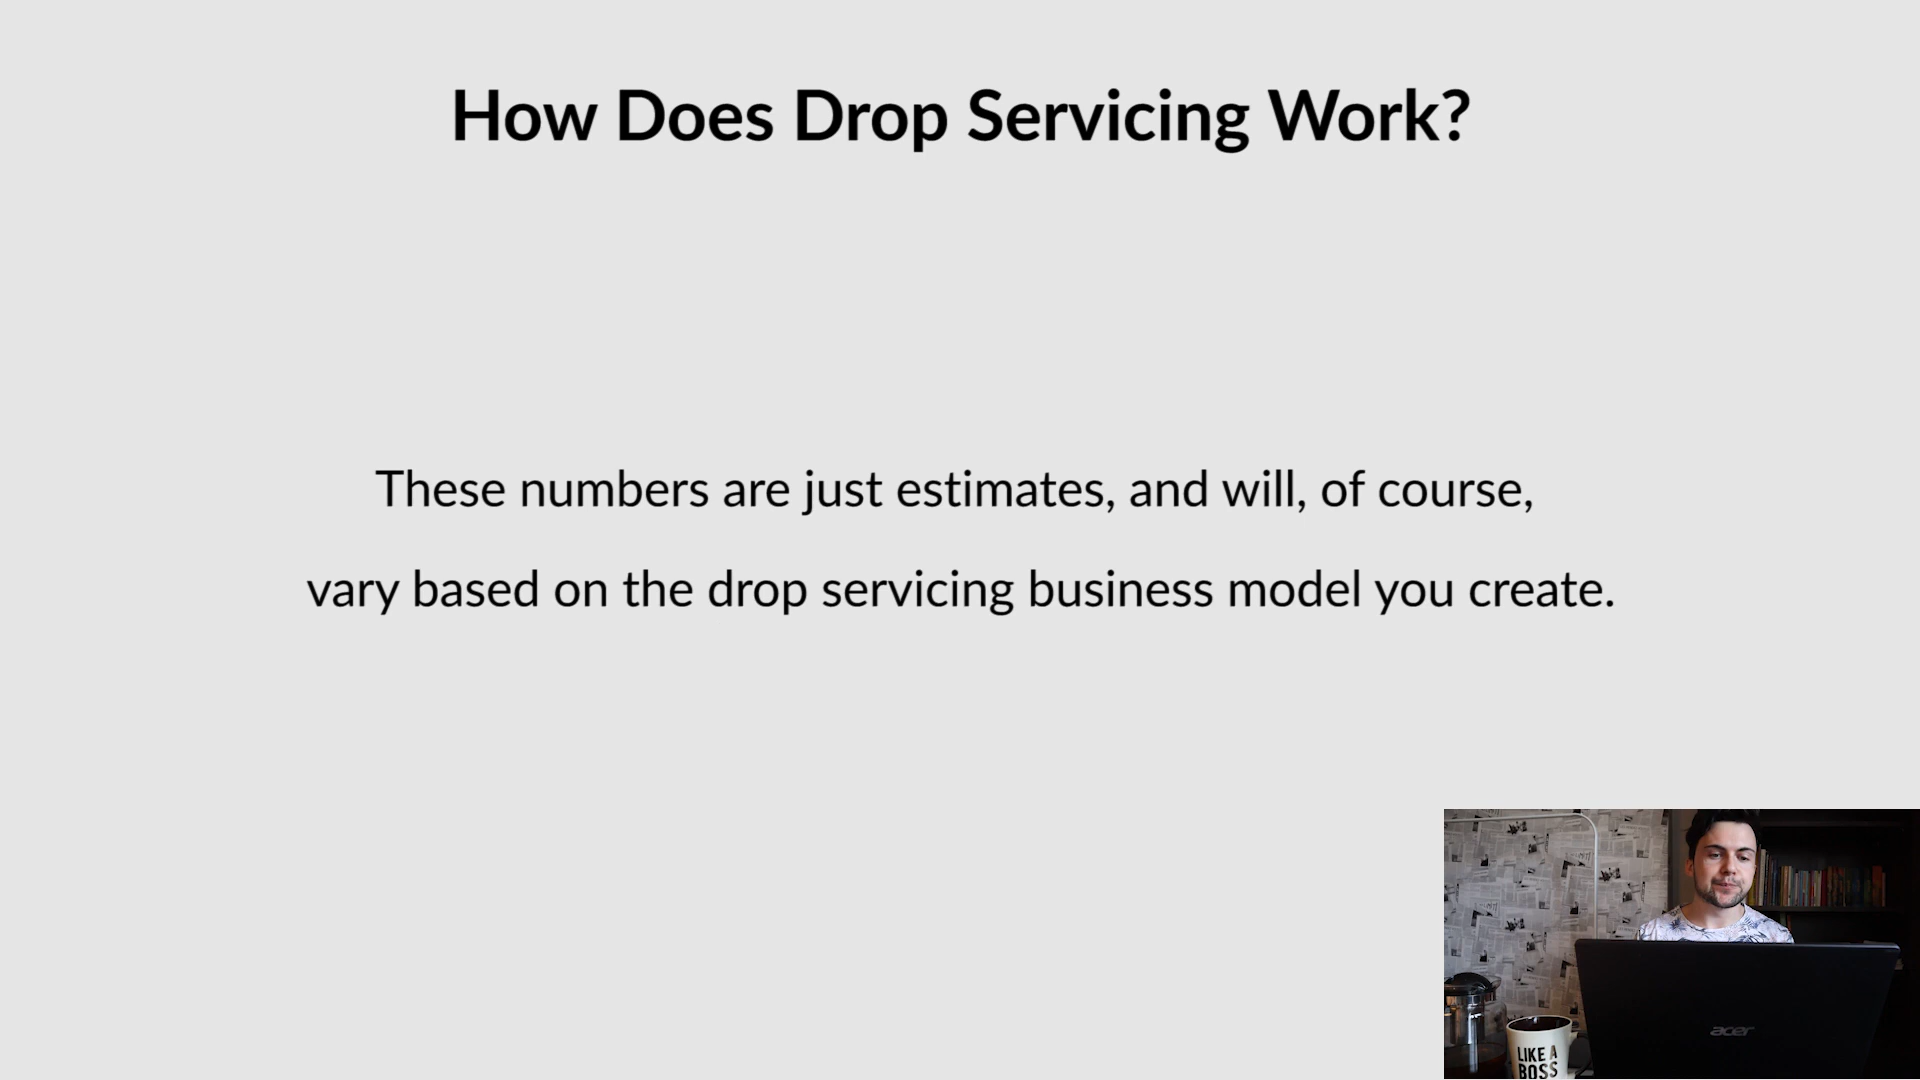 How Does Drop Servicing Work?
These numbers are just estimates, and will, of course,
vary based on the drop servicing business model you create.
acer
LIKE A
BOSS